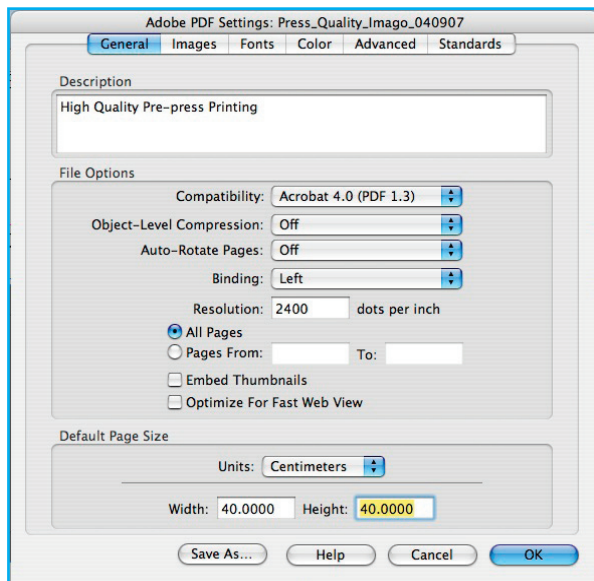 Adobe PDF Settings: Press_Quality_Imago_040907
General Images Fonts Color Advanced Standards
Description
High Quality Pre-press Printing
File Options
Compatibility: Acrobat 4.0 (PDF 1.3)
Object-Level Compression: Off
Auto-Rotate Pages: Off
Binding: Left
Resolution: 2400 dots per inch
All Pages
Pages From: To:
Embed Thumbnails
Optimize For Fast Web View
Default Page Size
Units: Centimeters
Width: 40.0000 Height: 40.0000
Save As... Help Cancel OK